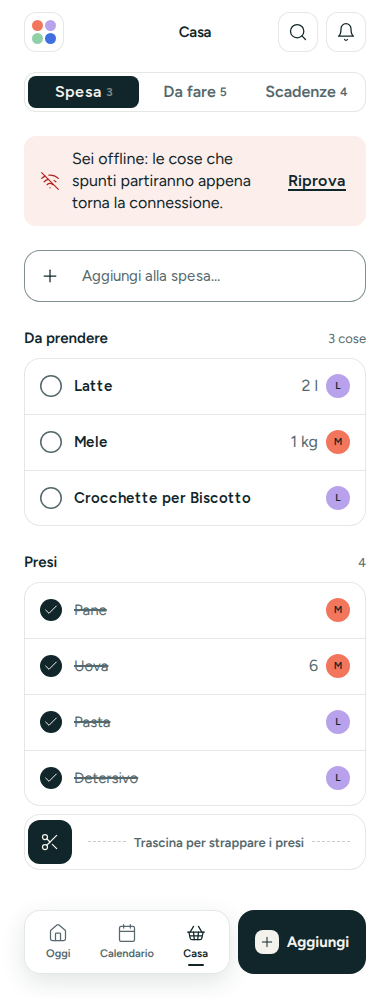 Casa
Spesa 3
Da fare 5
Scadenze 4
Sei offline: le cose che
spunti partiranno appena
torna la connessione.
Riprova
Aggiungi alla spesa...
Da prendere
3 cose
Latte
2 l
L
Mele
1 kg
M
Crocchette per Biscotto
L
Presi
4
Pane
M
Uova
6
M
Pasta
L
Detersivo
L
Trascina per strappare i presi
Oggi
Calendario
Casa
Aggiungi